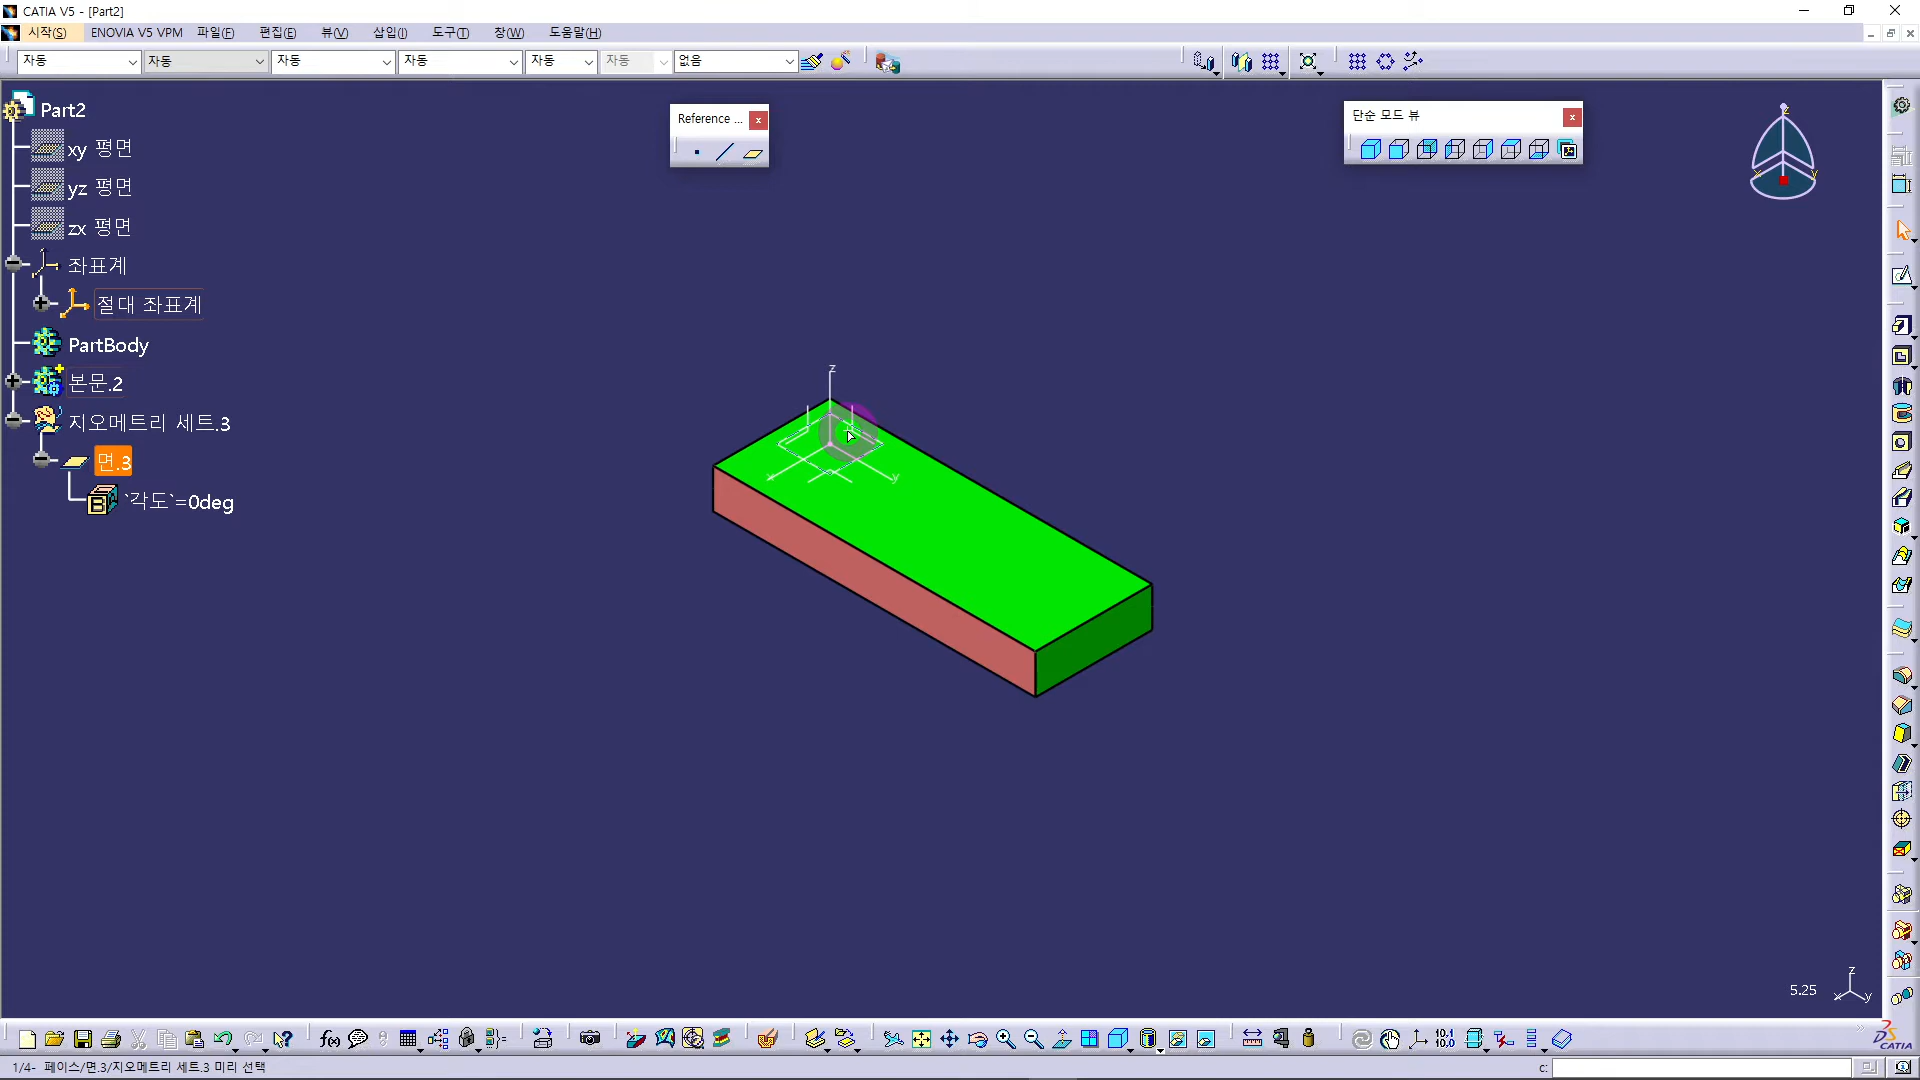 CATIA V5 - [Part2]
시작(S) ENOVIA V5 VPM 파일(F) 편집(E) 뷰(V) 삽입(I) 도구(T) 창(W) 도움말(H)
자동 자동 자동 자동 자동 자동 없음
Part2
xy 평면
yz 평면
zx 평면
좌표계
절대 좌표계
PartBody
본문.2
지오메트리 세트.3
면.3
`각도`=0deg
Reference ...
단순 모드 뷰
z
x
y
z
y
5.25
z
x
y
CATIA
1/4- 페이스/면.3/지오메트리 세트.3 미리 선택
c: